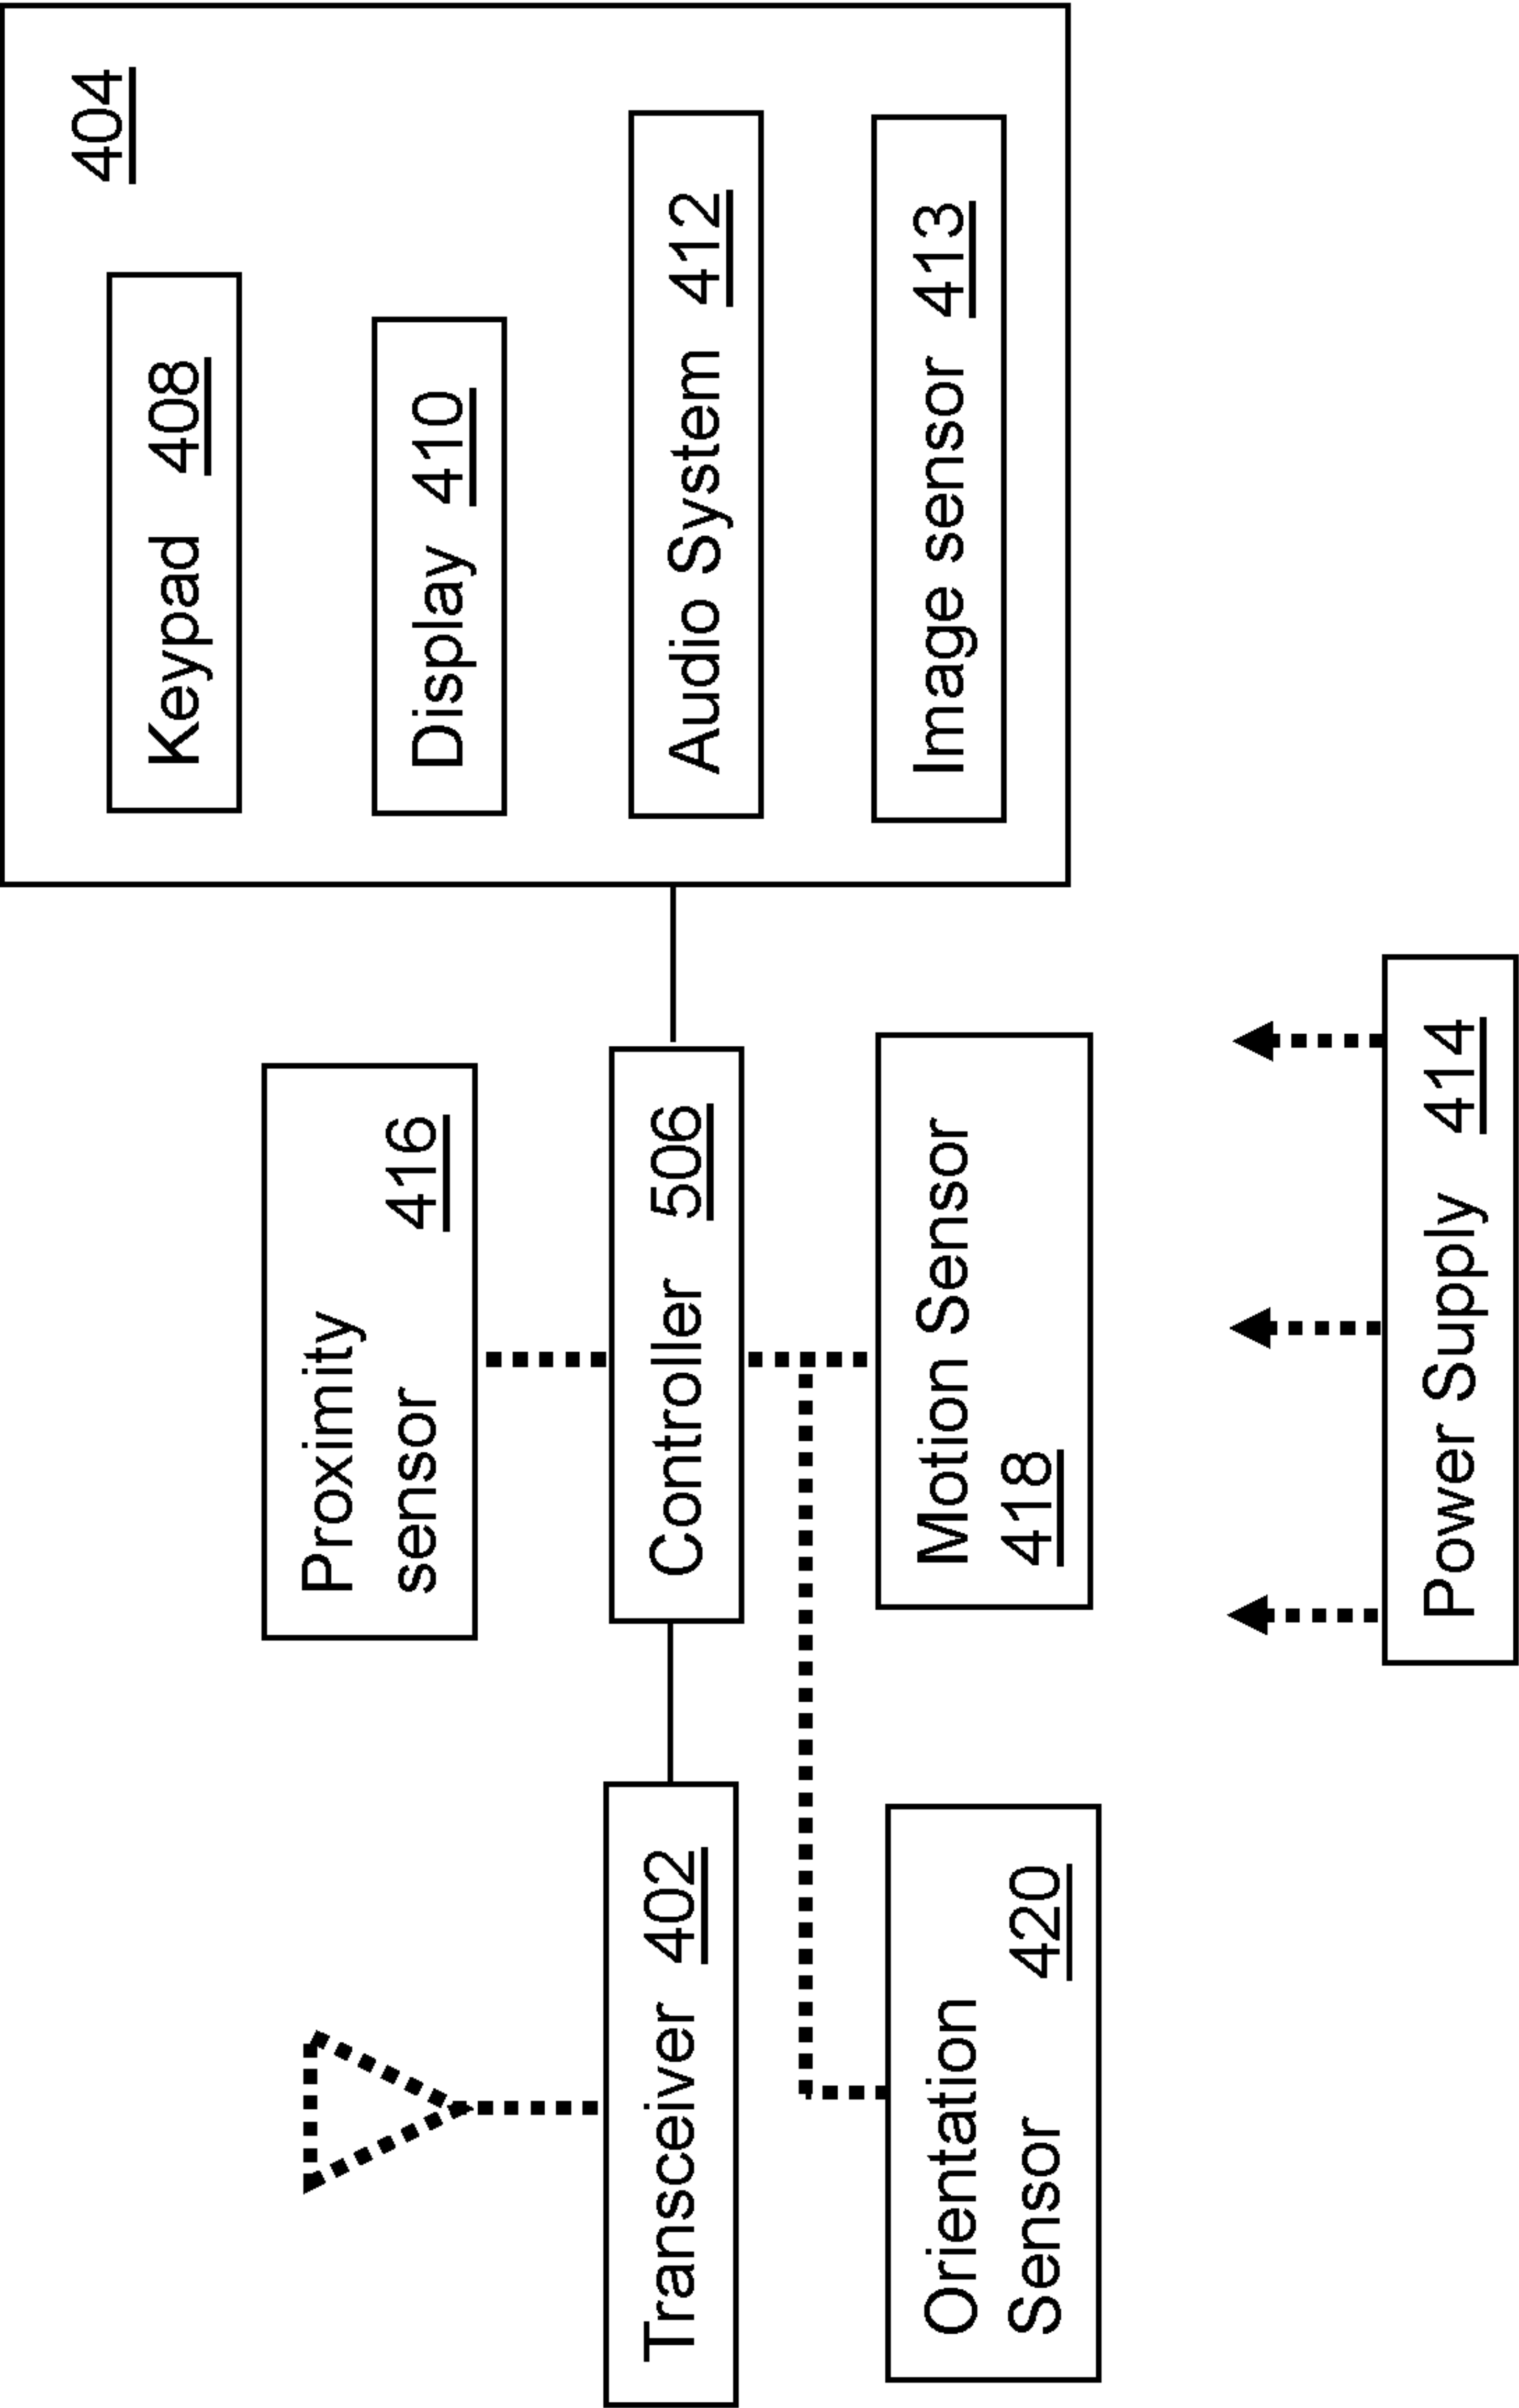 404
Keypad 408
Display 410
Audio System 412
Image sensor 413
Proximity
sensor 416
Controller 506
Motion Sensor
418
Transceiver 402
Orientation
Sensor 420
Power Supply 414